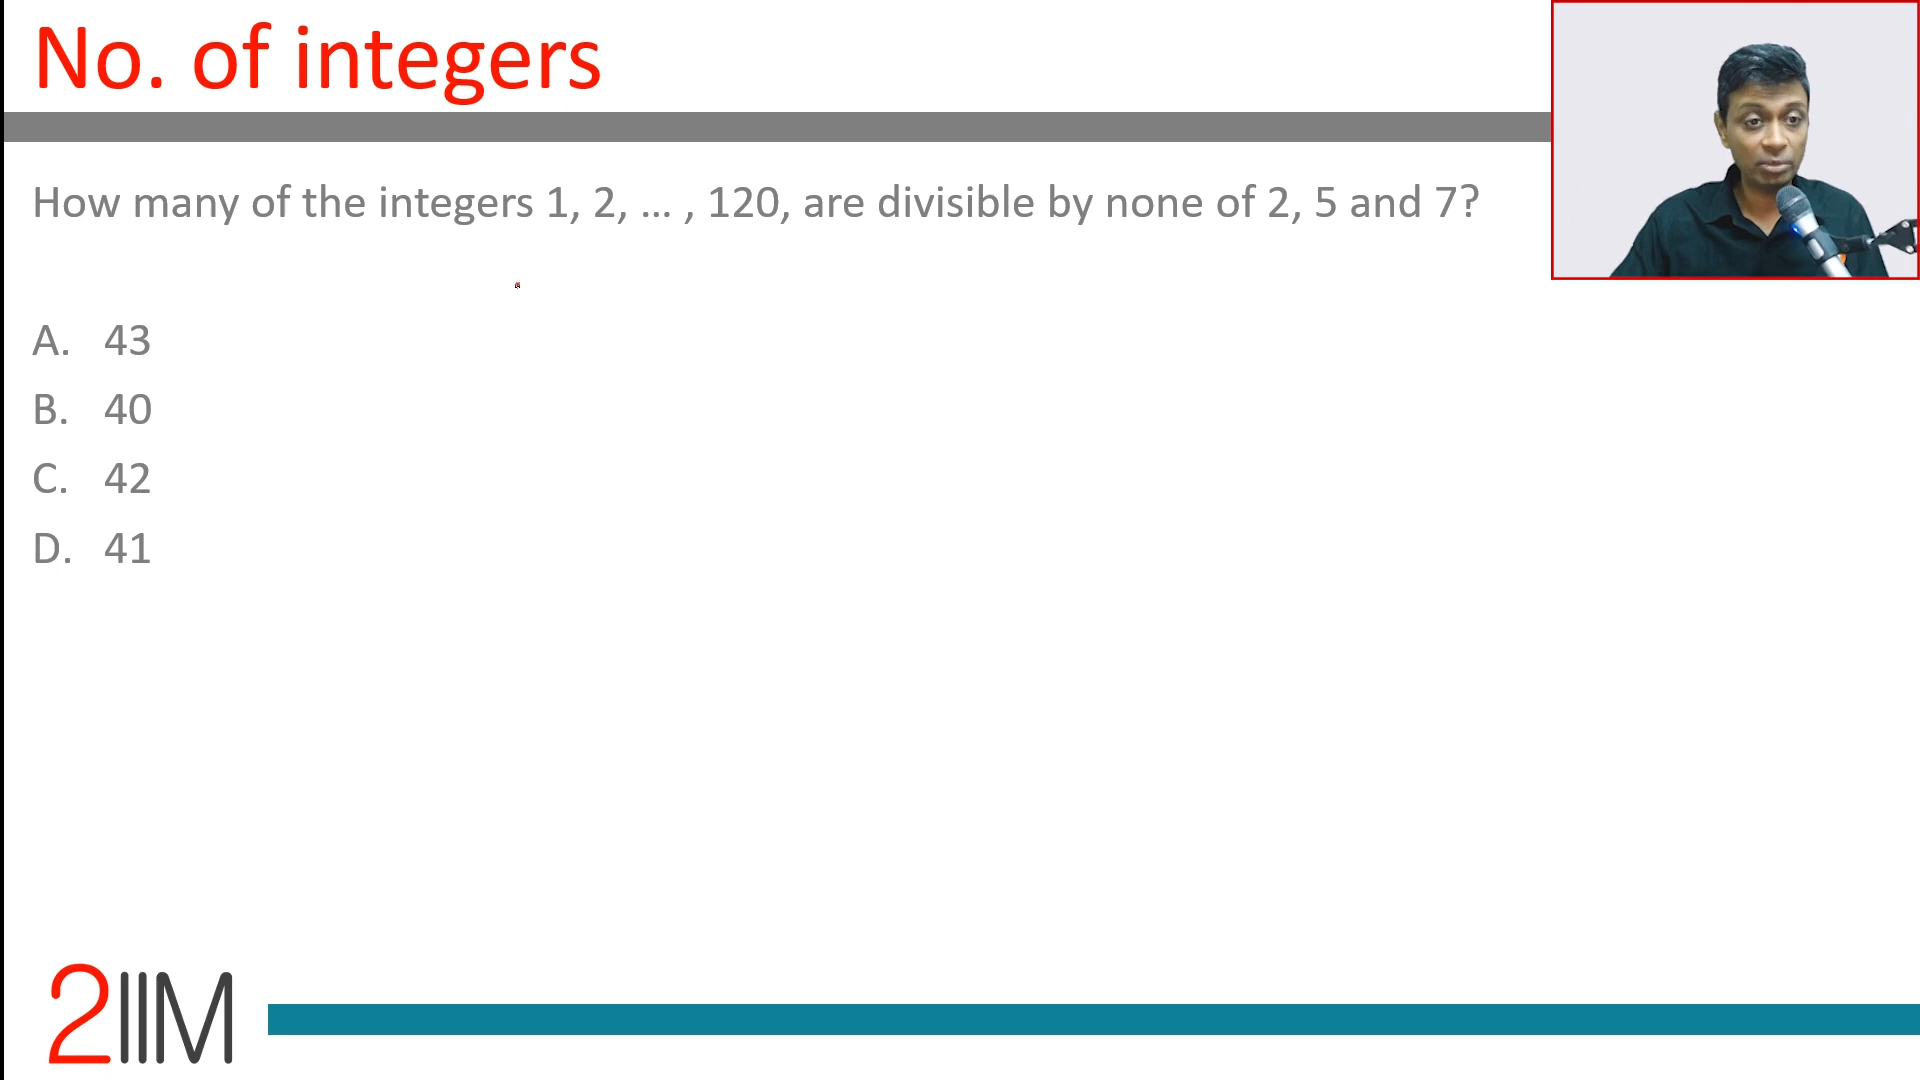 No. of integers
How many of the integers 1, 2, … , 120, are divisible by none of 2, 5 and 7?
A. 43
B. 40
C. 42
D. 41
2IIM